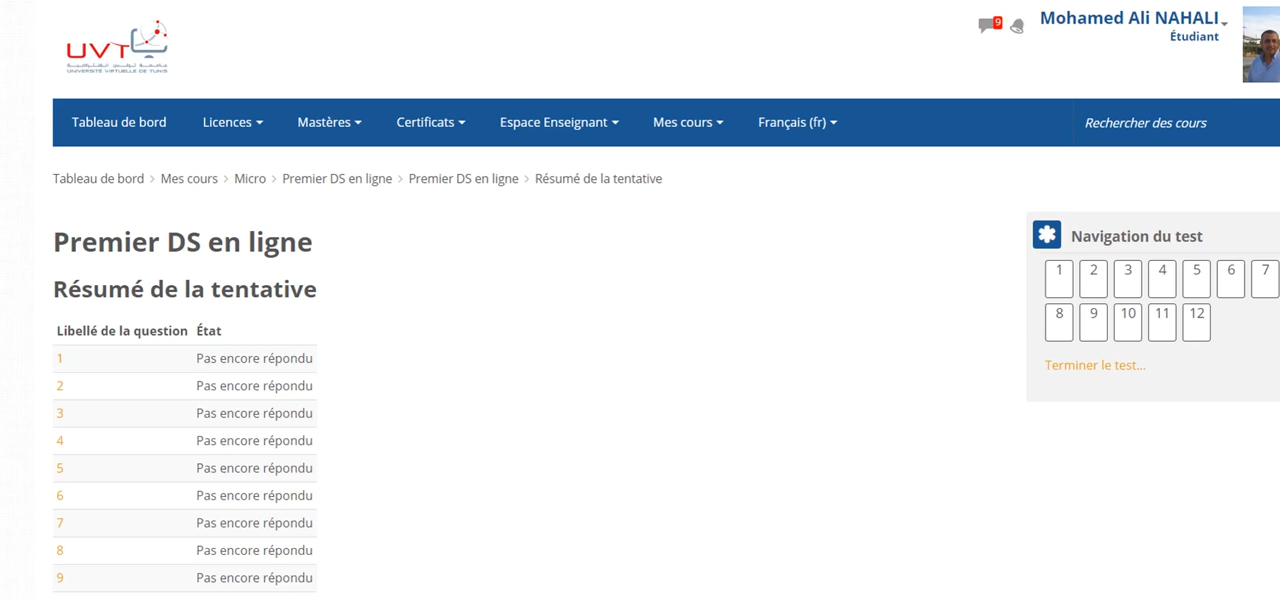 9
Mohamed Ali NAHALI
Étudiant
UVT
UNIVERSITÉ VIRTUELLE DE TUNIS
Tableau de bord Licences Mastères Certificats Espace Enseignant Mes cours Français (fr) Rechercher des cours
Tableau de bord > Mes cours > Micro > Premier DS en ligne > Premier DS en ligne > Résumé de la tentative
Premier DS en ligne
Résumé de la tentative
Libellé de la question État
1 Pas encore répondu
2 Pas encore répondu
3 Pas encore répondu
4 Pas encore répondu
5 Pas encore répondu
6 Pas encore répondu
7 Pas encore répondu
8 Pas encore répondu
9 Pas encore répondu
Navigation du test
1 2 3 4 5 6 7
8 9 10 11 12
Terminer le test...